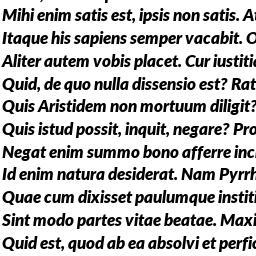 Mihi enim satis est, ipsis non satis.
Itaque his sapiens semper vacabit.
Aliter autem vobis placet. Cur iustiti
Quid, de quo nulla dissensio est? Rat
Quis Aristidem non mortuum diligit?
Quis istud possit, inquit, negare? Pro
Negat enim summo bono afferre inc
Id enim natura desiderat. Nam Pyrrh
Quae cum dixisset paulumque instit
Sint modo partes vitae beatae. Maxi
Quid est, quod ab ea absolvi et perfic